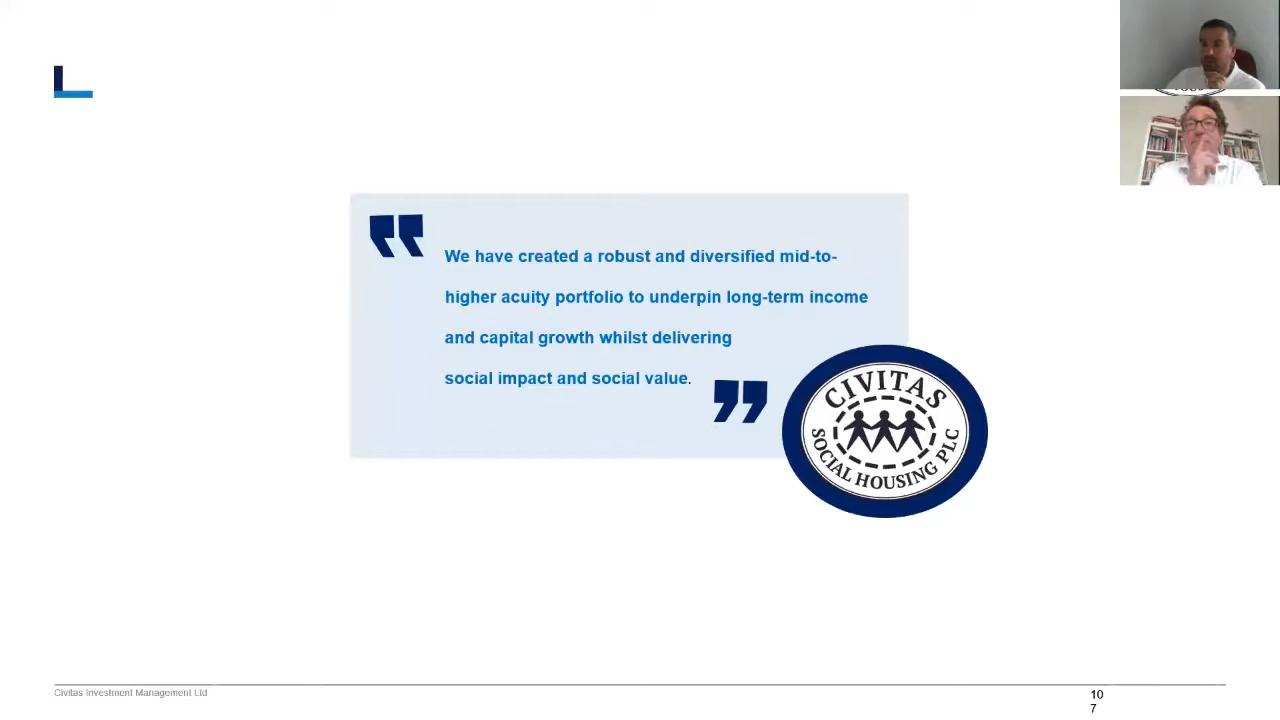 We have created a robust and diversified mid-to-
higher acuity portfolio to underpin long-term income
and capital growth whilst delivering
social impact and social value.
CIVITAS
SOCIAL HOUSING PLC
Civitas Investment Management Ltd
10
7